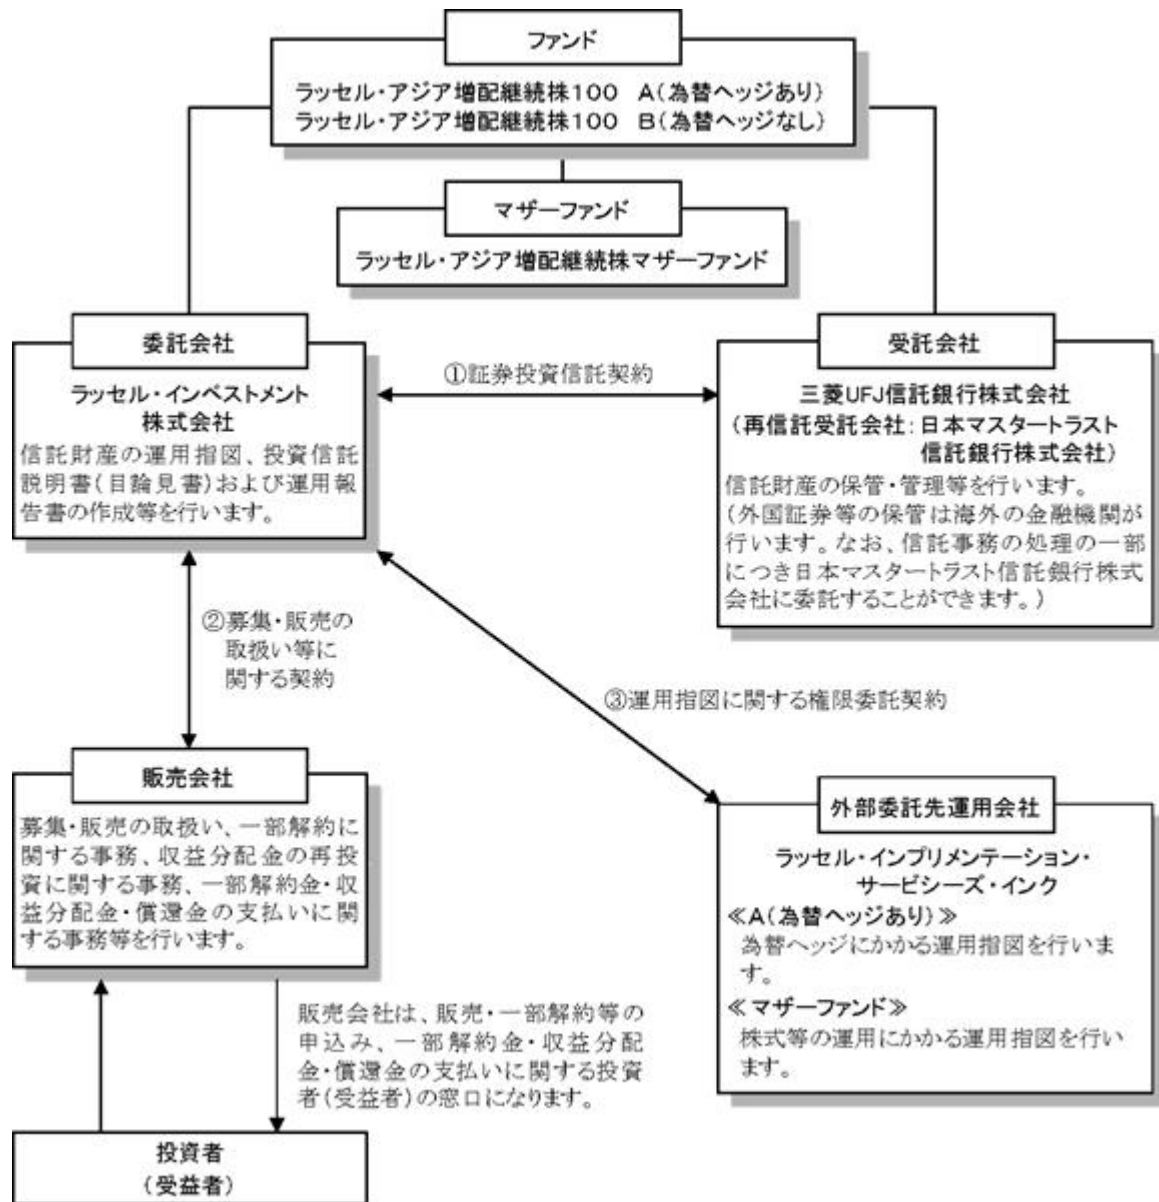 ファンド
ラッセル・アジア増配継続株100　A(為替ヘッジあり)
ラッセル・アジア増配継続株100　B(為替ヘッジなし)
マザーファンド
ラッセル・アジア増配継続株マザーファンド
委託会社
ラッセル・インベストメント
株式会社
信託財産の運用指図、投資信託
説明書(目論見書)および運用報
告書の作成等を行います。
①証券投資信託契約
受託会社
三菱UFJ信託銀行株式会社
(再信託受託会社:日本マスタートラスト
信託銀行株式会社)
信託財産の保管・管理等を行います。
(外国証券等の保管は海外の金融機関が
行います。なお、信託事務の処理の一部
につき日本マスタートラスト信託銀行株式
会社に委託することができます。)
②募集・販売の
取扱い等に
関する契約
③運用指図に関する権限委託契約
販売会社
募集・販売の取扱い、一部解約に
関する事務、収益分配金の再投
資に関する事務、一部解約金・収
益分配金・償還金の支払いに関
する事務等を行います。
外部委託先運用会社
ラッセル・インプリメンテーション・
サービシーズ・インク
≪A(為替ヘッジあり)≫
為替ヘッジにかかる運用指図を行いま
す。
≪マザーファンド≫
株式等の運用にかかる運用指図を行い
ます。
販売会社は、販売・一部解約等の
申込み、一部解約金・収益分配
金・償還金の支払いに関する投資
者(受益者)の窓口になります。
投資者
(受益者)